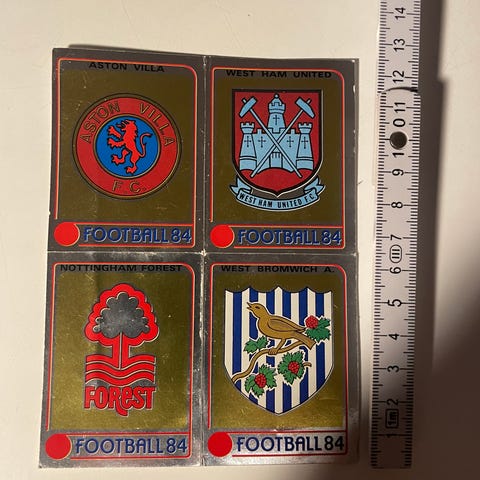 ASTON VILLA
ASTON VILLA
F.C.
FOOTBALL 84
WEST HAM UNITED
WEST HAM UNITED F.C.
FOOTBALL 84
NOTTINGHAM FOREST
FOREST
FOOTBALL 84
WEST BROMWICH A.
FOOTBALL 84
14
13
12
11
10
9
8
7
6
5
4
3
2
1m